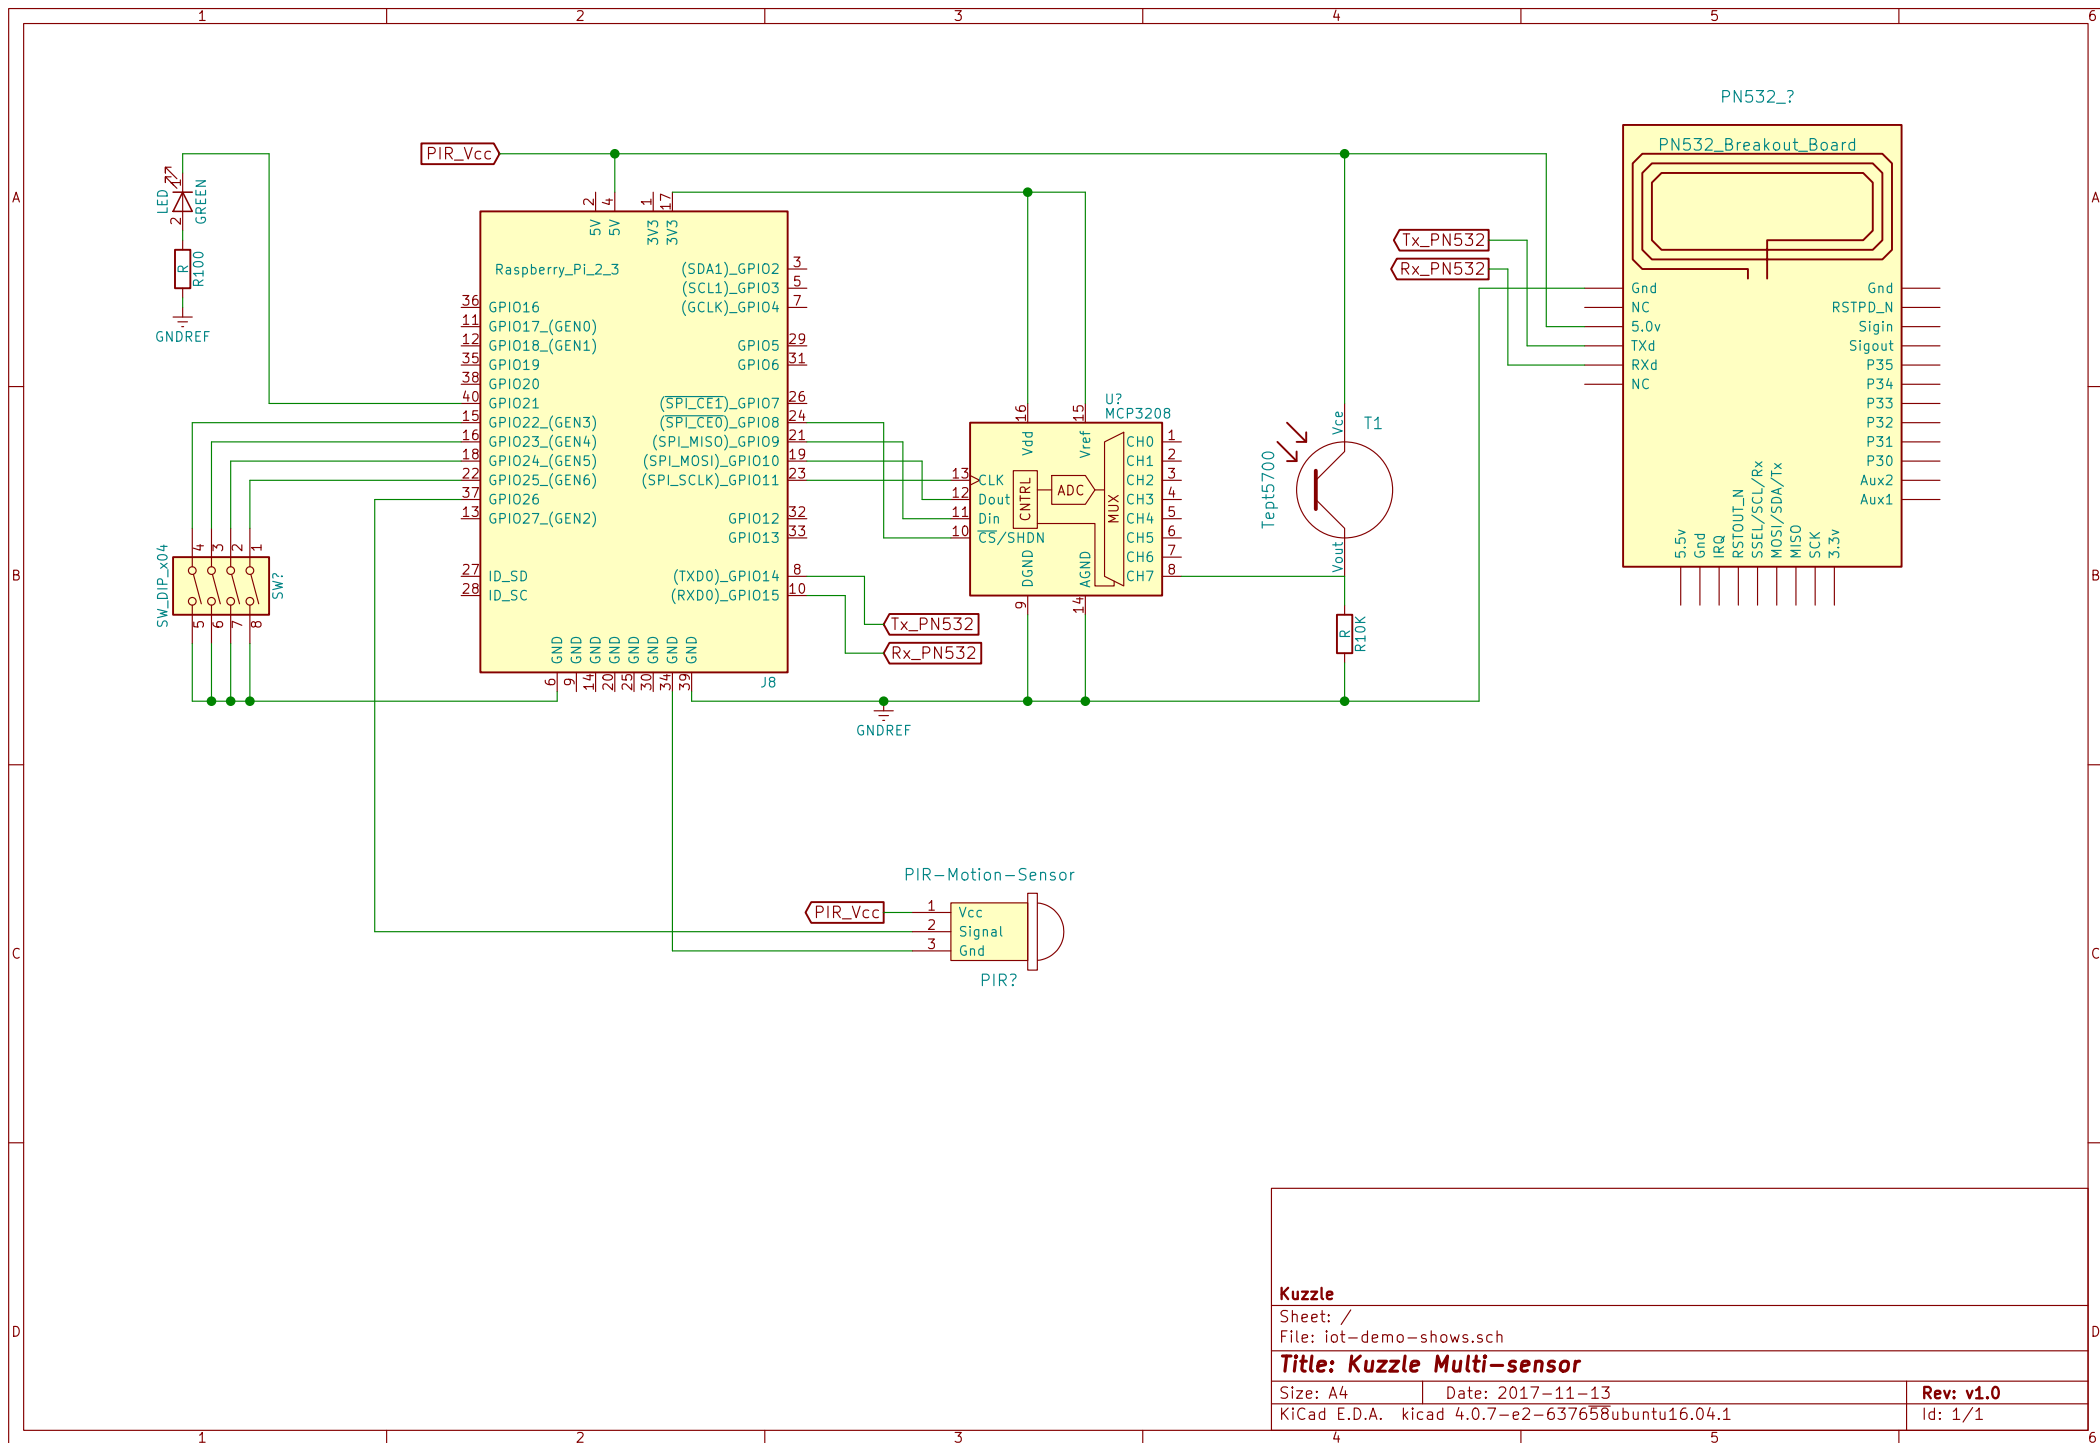 1 2 3 4 5 6
A
B
C
D
A
B
C
D
PIR_Vcc
LED
GREEN
1
2
R
R100
GNDREF
2 4 1 17
5V 5V 3V3 3V3
Raspberry_Pi_2_3
(SDA1)_GPIO2 3
(SCL1)_GPIO3 5
(GCLK)_GPIO4 7
GPIO5 29
GPIO6 31
(SPI_CE1)_GPIO7 26
(SPI_CE0)_GPIO8 24
(SPI_MISO)_GPIO9 21
(SPI_MOSI)_GPIO10 19
(SPI_SCLK)_GPIO11 23
GPIO12 32
GPIO13 33
(TXD0)_GPIO14 8
(RXD0)_GPIO15 10
36 GPIO16
11 GPIO17_(GEN0)
12 GPIO18_(GEN1)
35 GPIO19
38 GPIO20
40 GPIO21
15 GPIO22_(GEN3)
16 GPIO23_(GEN4)
18 GPIO24_(GEN5)
22 GPIO25_(GEN6)
37 GPIO26
13 GPIO27_(GEN2)
27 ID_SD
28 ID_SC
GND GND GND GND GND GND GND GND
6 9 14 20 25 30 34 39
J8
SW_DIP_x04
4 3 2 1
5 6 7 8
SW?
Tx_PN532
Rx_PN532
GNDREF
U?
MCP3208
16 15
Vdd Vref
13 CLK
12 Dout
11 Din
10 CS/SHDN
CNTRL
ADC
MUX
DGND AGND
9 14
CH0 1
CH1 2
CH2 3
CH3 4
CH4 5
CH5 6
CH6 7
CH7 8
T1
Tept5700
Vce
Vout
R
R10K
Tx_PN532
Rx_PN532
PN532_?
PN532_Breakout_Board
Gnd
NC
5.0v
TXd
RXd
NC
Gnd
RSTPD_N
Sigin
Sigout
P35
P34
P33
P32
P31
P30
Aux2
Aux1
5.5v
Gnd
IRQ
RSTOUT_N
SSEL/SCL/Rx
MOSI/SDA/Tx
MISO
SCK
3.3v
PIR-Motion-Sensor
PIR_Vcc
1 Vcc
2 Signal
3 Gnd
PIR?
Kuzzle
Sheet: /
File: iot-demo-shows.sch
Title: Kuzzle Multi-sensor
Size: A4 Date: 2017-11-13 Rev: v1.0
KiCad E.D.A. kicad 4.0.7-e2-637658ubuntu16.04.1 Id: 1/1
1 2 3 4 5 6